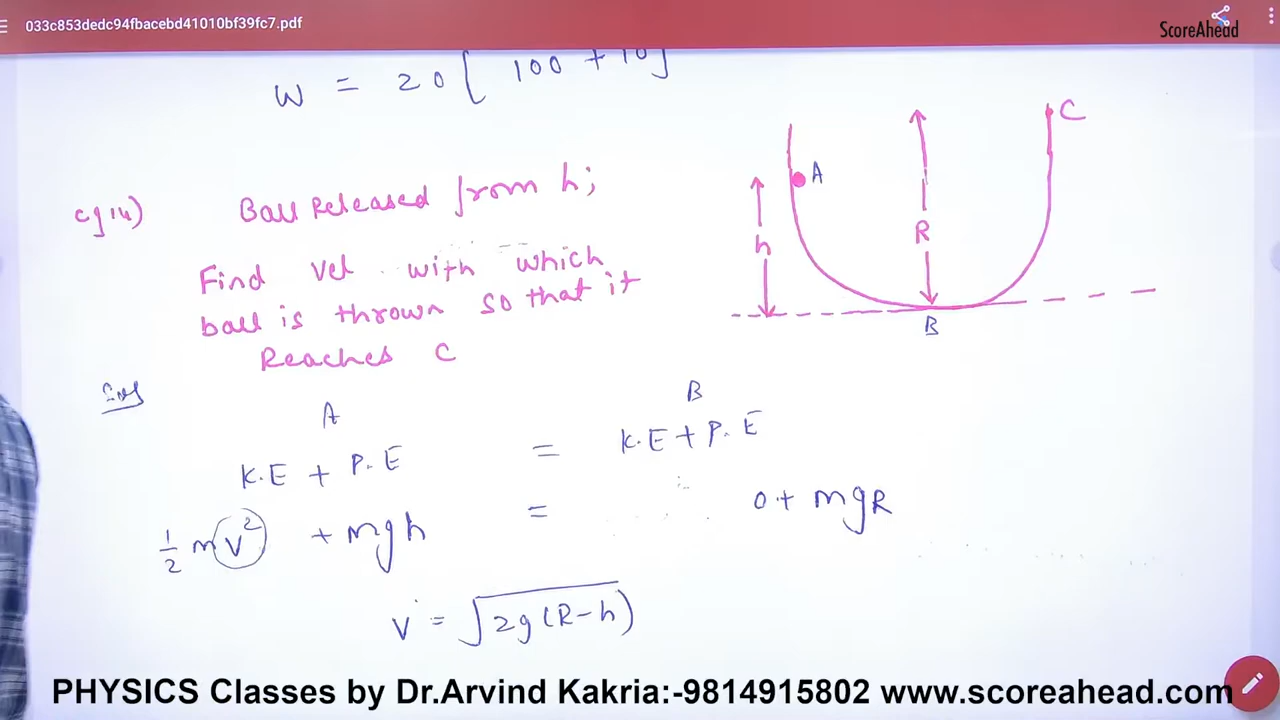 033c853dedc94fbacebd41010bf39fc7.pdf
ScoreAhead
W = 20 [ 100 + 10]
eg 14) Ball Released from h;
Find Vel with which
ball is thrown so that it
Reaches C
A
h
R
C
B
Sol
A B
K.E + P.E = K.E + P.E
1/2 mv² + mgh = 0 + mgR
V = √2g(R-h)
PHYSICS Classes by Dr.Arvind Kakria:-9814915802 www.scoreahead.com